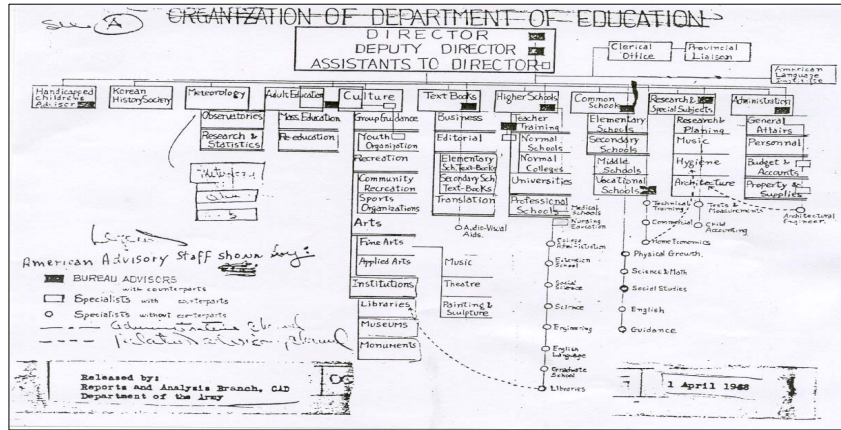 See A
ORGANIZATION OF DEPARTMENT OF EDUCATION
DIRECTOR
DEPUTY DIRECTOR
ASSISTANTS TO DIRECTOR
Clerical Office
Provincial Liaison
American Language Institute
Handicapped Childrens Adviser
Korean History Society
Meteorology
Observatories
Research & Statistics
Adult Education
Mass Education
Re-education
Culture
Group Guidance
Youth Organization
Recreation
Community Recreation
Sports Organizations
Arts
Fine Arts
Applied Arts
Institutions
Libraries
Museums
Monuments
Music
Theatre
Painting & Sculpture
Text Books
Business
Editorial
Elementary Sch. Text-Books
Secondary Sch Text-Books
Translation
Audio-Visual Aids.
Higher Schools
Teacher Training
Normal Schools
Normal Colleges
Universities
Professional Schools
Medical Schools
Nursing Education
College Administration
Extension School
Social Science
Science
Engineering
English Language
Graduate School
Libraries
Common Schools
Elementary Schools
Secondary Schools
Middle Schools
Vocational Schools
Technical Training
Commercial
Home Economics
Physical Growth.
Science & Math
Social Studies
English
Guidance
Research & Special Subjects.
Research & Planing
Music
Hygiene
Architecture
Tests & Measurements
Child Accounting
Administration
General Affairs
Personnal
Budget & Accounts
Property & Supplies
Architectural Engineer.
American Advisory Staff shown by:
BUREAU ADVISORS
with counterparts
Specialists with counterparts
Specialists without counterparts
Released by:
Reports and Analysis Branch, CAD
Department of the Army
1 April 1948